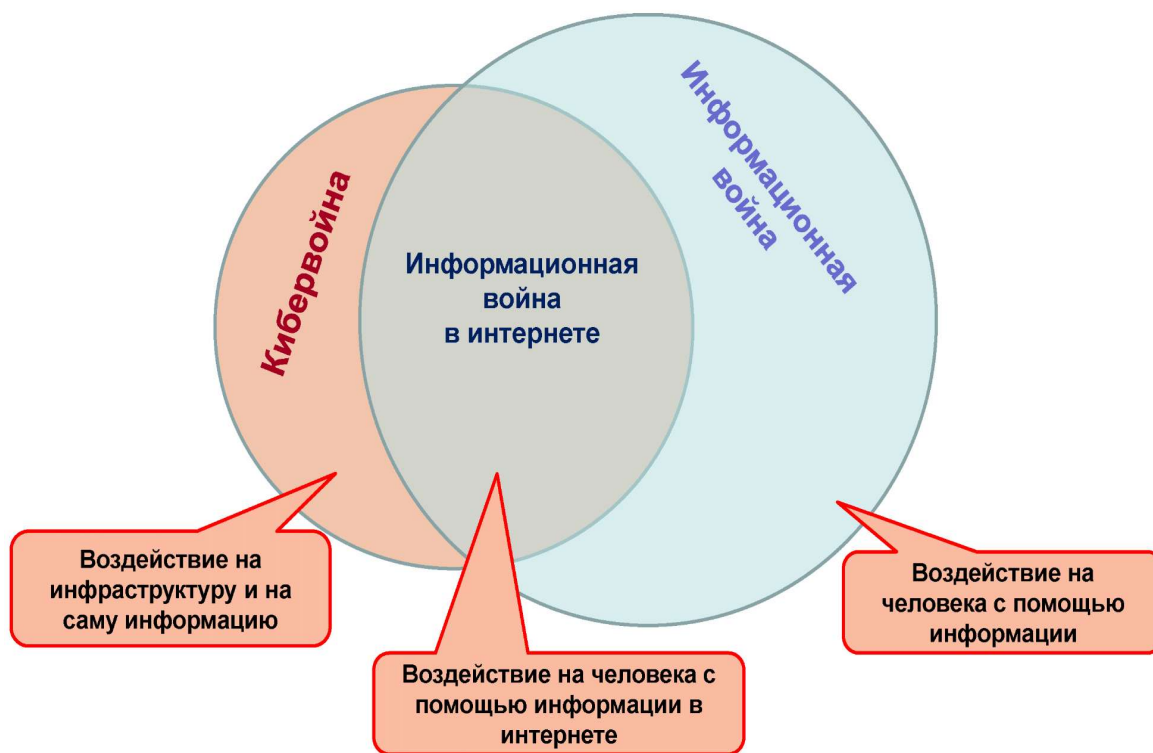 Кибервойна
Информационная
война
Информационная
война
в интернете
Воздействие на
инфраструктуру и на
саму информацию
Воздействие на человека с
помощью информации в
интернете
Воздействие на
человека с помощью
информации